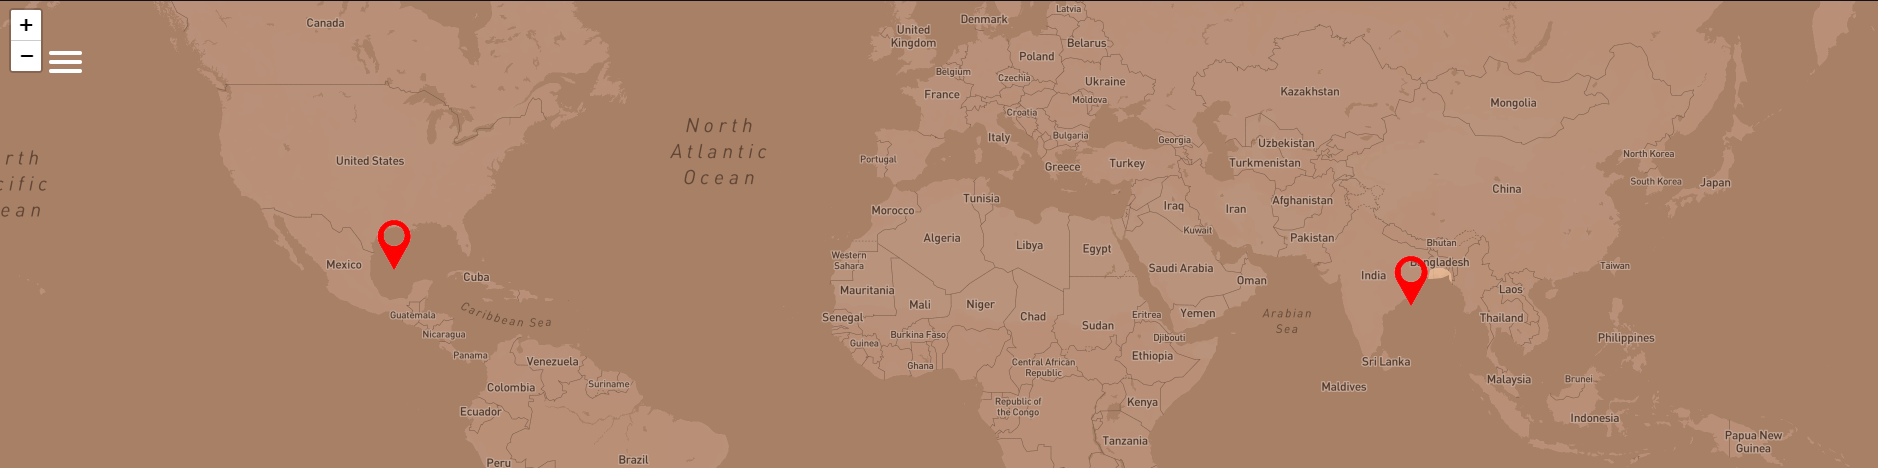 +
−
Canada
United States
Mexico
Cuba
Guatemala
Nicaragua
Panama
Caribbean Sea
Venezuela
Colombia
Suriname
Ecuador
Peru
Brazil
rth
cific
ean
North
Atlantic
Ocean
Denmark
Latvia
United
Kingdom
Belarus
Poland
Belgium
Czechia
Ukraine
France
Moldova
Croatia
Italy
Bulgaria
Georgia
Portugal
Greece
Turkey
Kazakhstan
Mongolia
Uzbekistan
Turkmenistan
North Korea
South Korea
Japan
China
Tunisia
Morocco
Iraq
Iran
Afghanistan
Kuwait
Pakistan
Bhutan
Bangladesh
Algeria
Libya
Egypt
Western
Sahara
Saudi Arabia
Oman
India
Taiwan
Mauritania
Mali
Niger
Laos
Senegal
Chad
Sudan
Eritrea
Yemen
Arabian
Sea
Thailand
Burkina Faso
Guinea
Djibouti
Philippines
Ghana
Central African
Republic
Ethiopia
Sri Lanka
Maldives
Malaysia
Brunei
Republic of
the Congo
Kenya
Indonesia
Tanzania
Papua New
Guinea